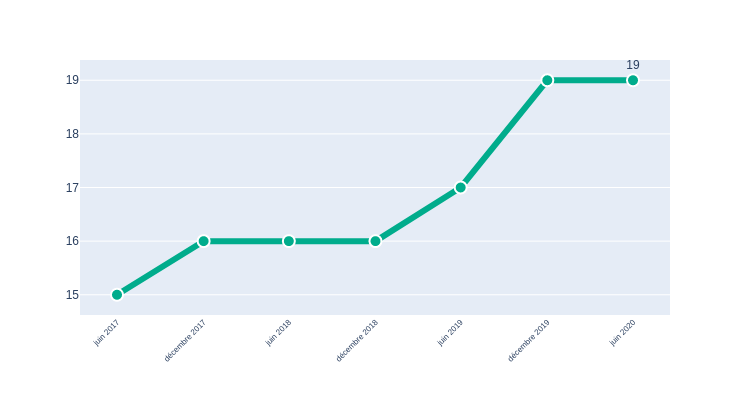 19
19
18
17
16
15
juin 2017
décembre 2017
juin 2018
décembre 2018
juin 2019
décembre 2019
juin 2020